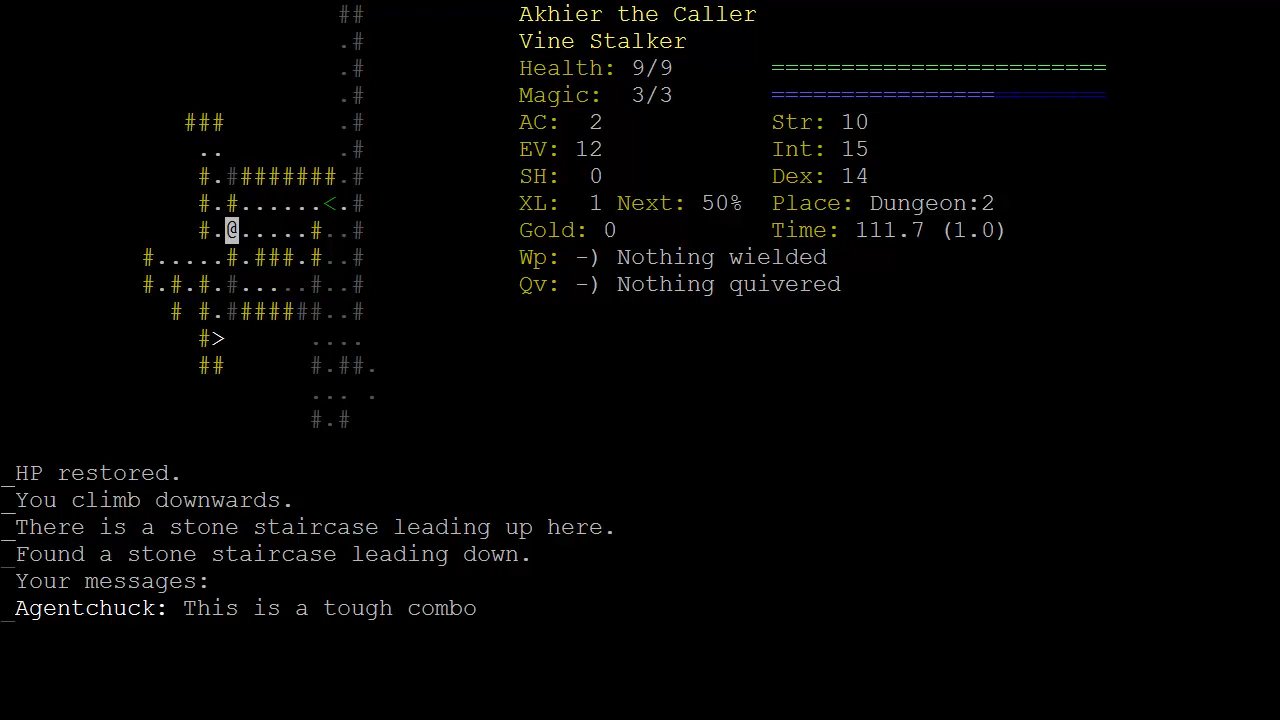 ##          Akhier the Caller
                        .#          Vine Stalker
                        .#          Health: 9/9       ========================
                        .#          Magic:  3/3       ========================
             ###        .#          AC:  2            Str: 10
              ..        .#          EV: 12            Int: 15
              #.########.#          SH:  0            Dex: 14
              #.#......<.#          XL:  1 Next: 50%  Place: Dungeon:2
              #.@.....#..#          Gold: 0           Time: 111.7 (1.0)
          #.....#.###.#..#          Wp: -) Nothing wielded
          #.#.#.#.....#..#          Qv: -) Nothing quivered
            # #.#######..#
              #>      ....
              ##      #.##.
                      ... .
                      #.#
_HP restored.
_You climb downwards.
_There is a stone staircase leading up here.
_Found a stone staircase leading down.
Your messages:
_Agentchuck: This is a tough combo